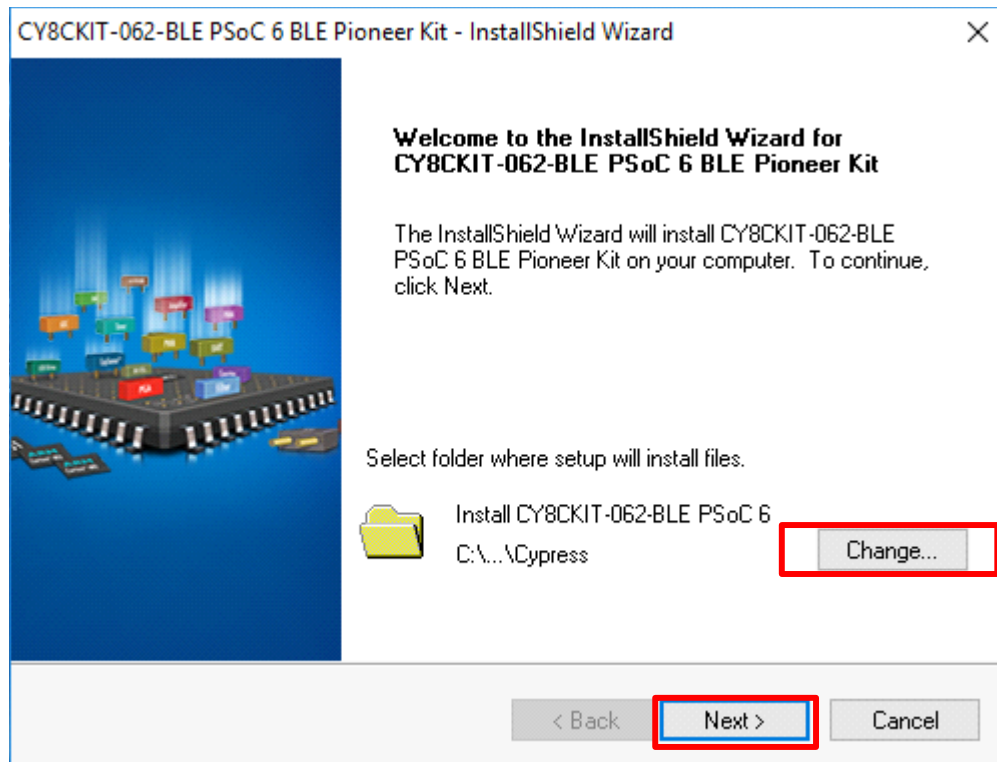 CY8CKIT-062-BLE PSoC 6 BLE Pioneer Kit - InstallShield Wizard
Welcome to the InstallShield Wizard for
CY8CKIT-062-BLE PSoC 6 BLE Pioneer Kit
The InstallShield Wizard will install CY8CKIT-062-BLE
PSoC 6 BLE Pioneer Kit on your computer.  To continue,
click Next.
Select folder where setup will install files.
Install CY8CKIT-062-BLE PSoC 6
C:\...\Cypress
Change...
< Back
Next >
Cancel